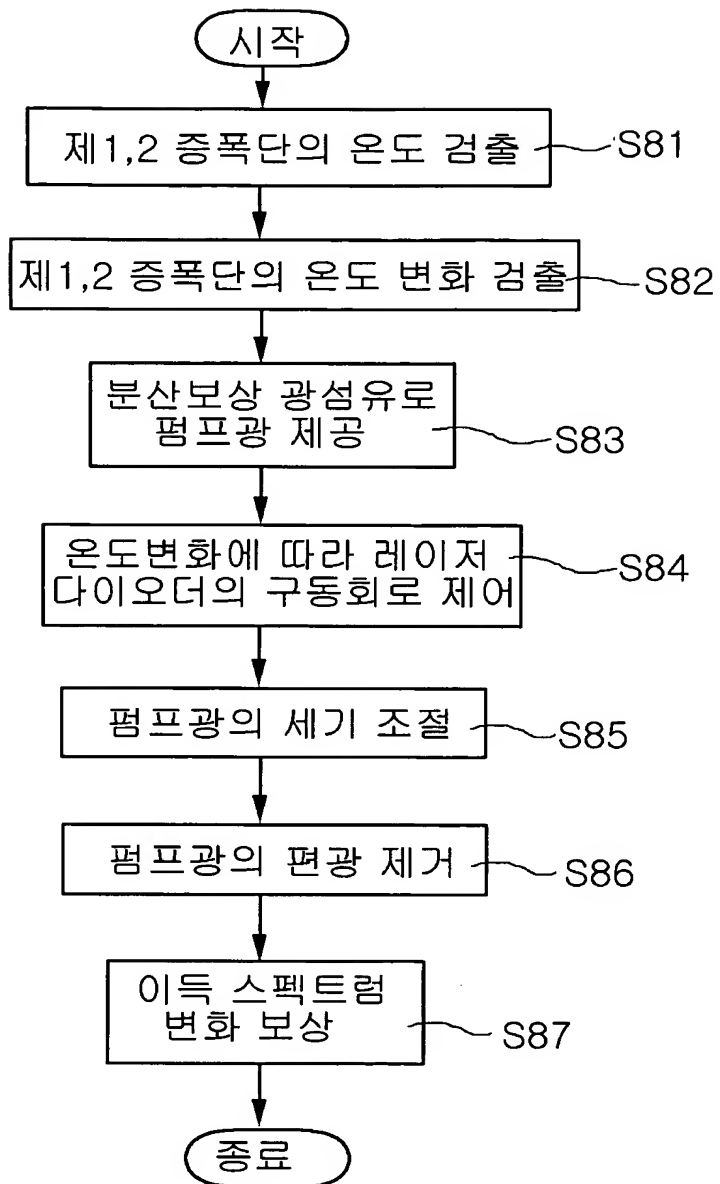 시작
제1,2 증폭단의 온도 검출
S81
제1,2 증폭단의 온도 변화 검출
S82
분산보상 광섬유로
펌프광 제공
S83
온도변화에 따라 레이저
다이오더의 구동회로 제어
S84
펌프광의 세기 조절
S85
펌프광의 편광 제거
S86
이득 스펙트럼
변화 보상
S87
종료